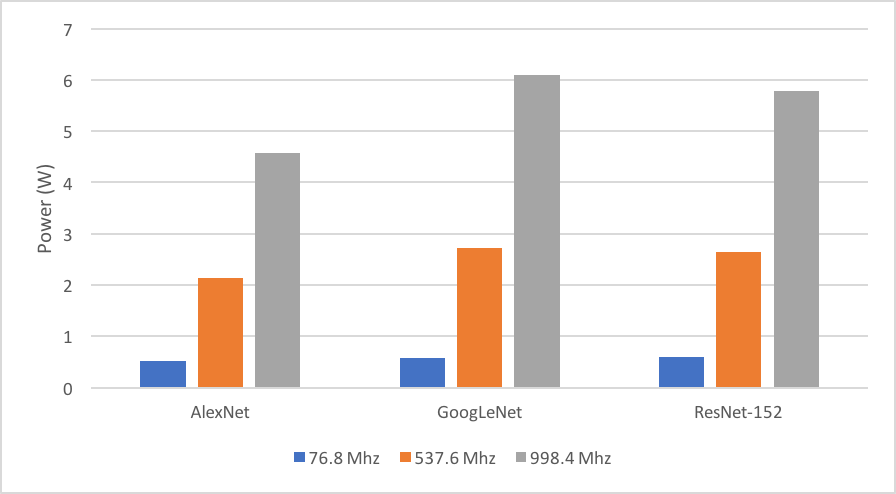 7
6
5
4
3
2
1
0
Power (W)
AlexNet
GoogLeNet
ResNet-152
76.8 Mhz
537.6 Mhz
998.4 Mhz